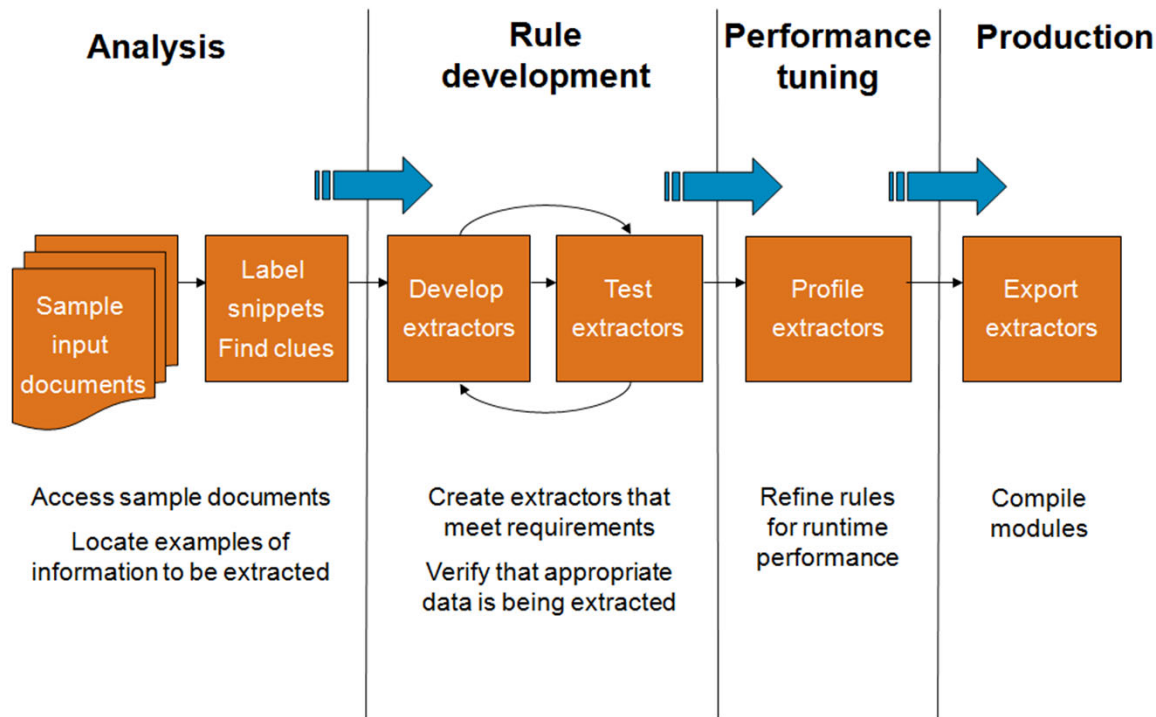 Analysis
Rule
development
Performance
tuning
Production
Sample
input
documents
Label
snippets
Find clues
Develop
extractors
Test
extractors
Profile
extractors
Export
extractors
Access sample documents
Locate examples of
information to be extracted
Create extractors that
meet requirements
Verify that appropriate
data is being extracted
Refine rules
for runtime
performance
Compile
modules